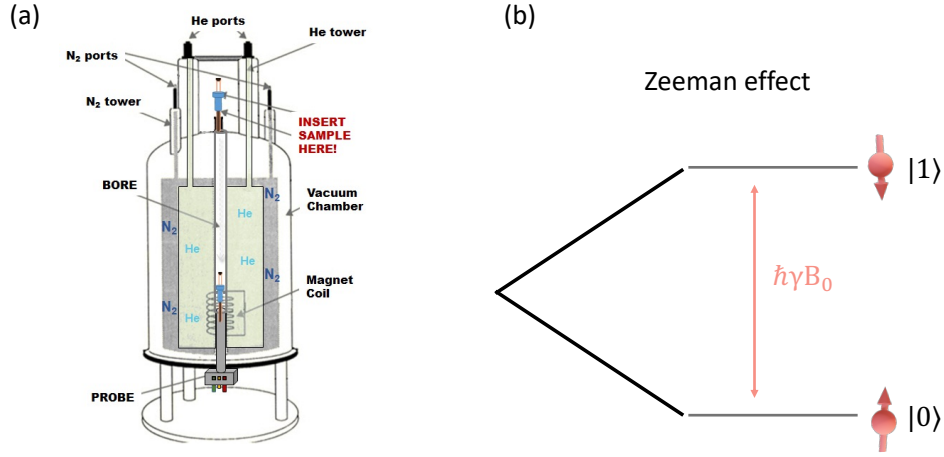 (a)
He ports
He tower
N₂ ports
N₂ tower
INSERT
SAMPLE
HERE!
BORE
Vacuum
Chamber
N₂
He
N₂
He
He
N₂
Magnet
Coil
N₂
He
PROBE
(b)
Zeeman effect
|1⟩
ℏγB₀
|0⟩